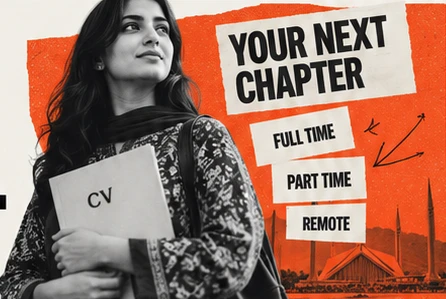 YOUR NEXT
CHAPTER
FULL TIME
PART TIME
REMOTE
CV